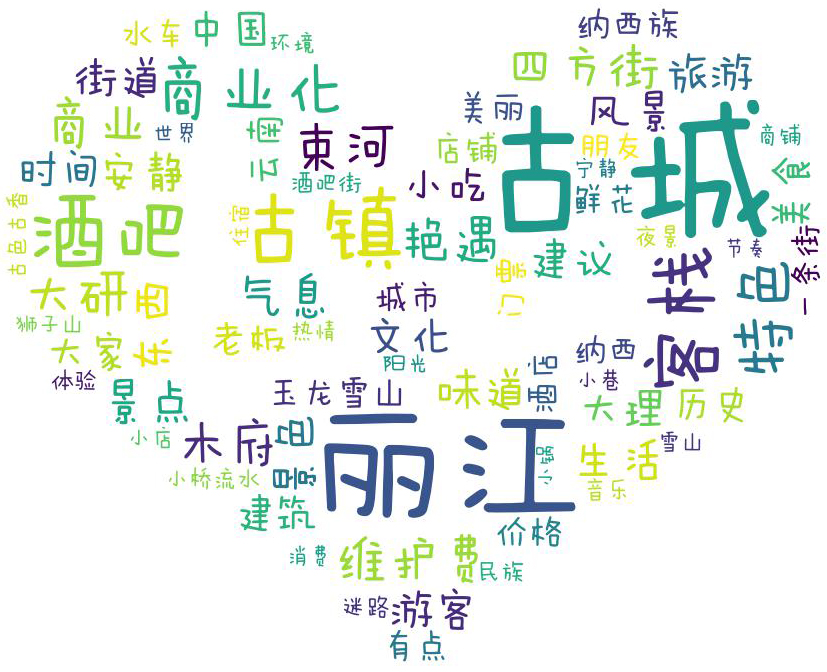 水车
中国
环境
纳西族
四方街
旅游
街道
商业化
商业
世界
云南
束河
美丽
风景
店铺
朋友
商铺
古城
宁静
鲜花
美食
时间
安静
酒吧街
小吃
古色古香
酒吧
住宿
古镇
艳遇
建议
夜景
节奏
一条街
门票
客栈
特色
大研
东西
气息
城市
狮子山
大家
老板
热情
文化
阳光
体验
景点
玉龙雪山
味道
酒店
纳西
小巷
大理
历史
小店
木府
景色
丽江
小锅
生活
雪山
小桥流水
音乐
建筑
价格
消费
维护费
民族
迷路
游客
有点